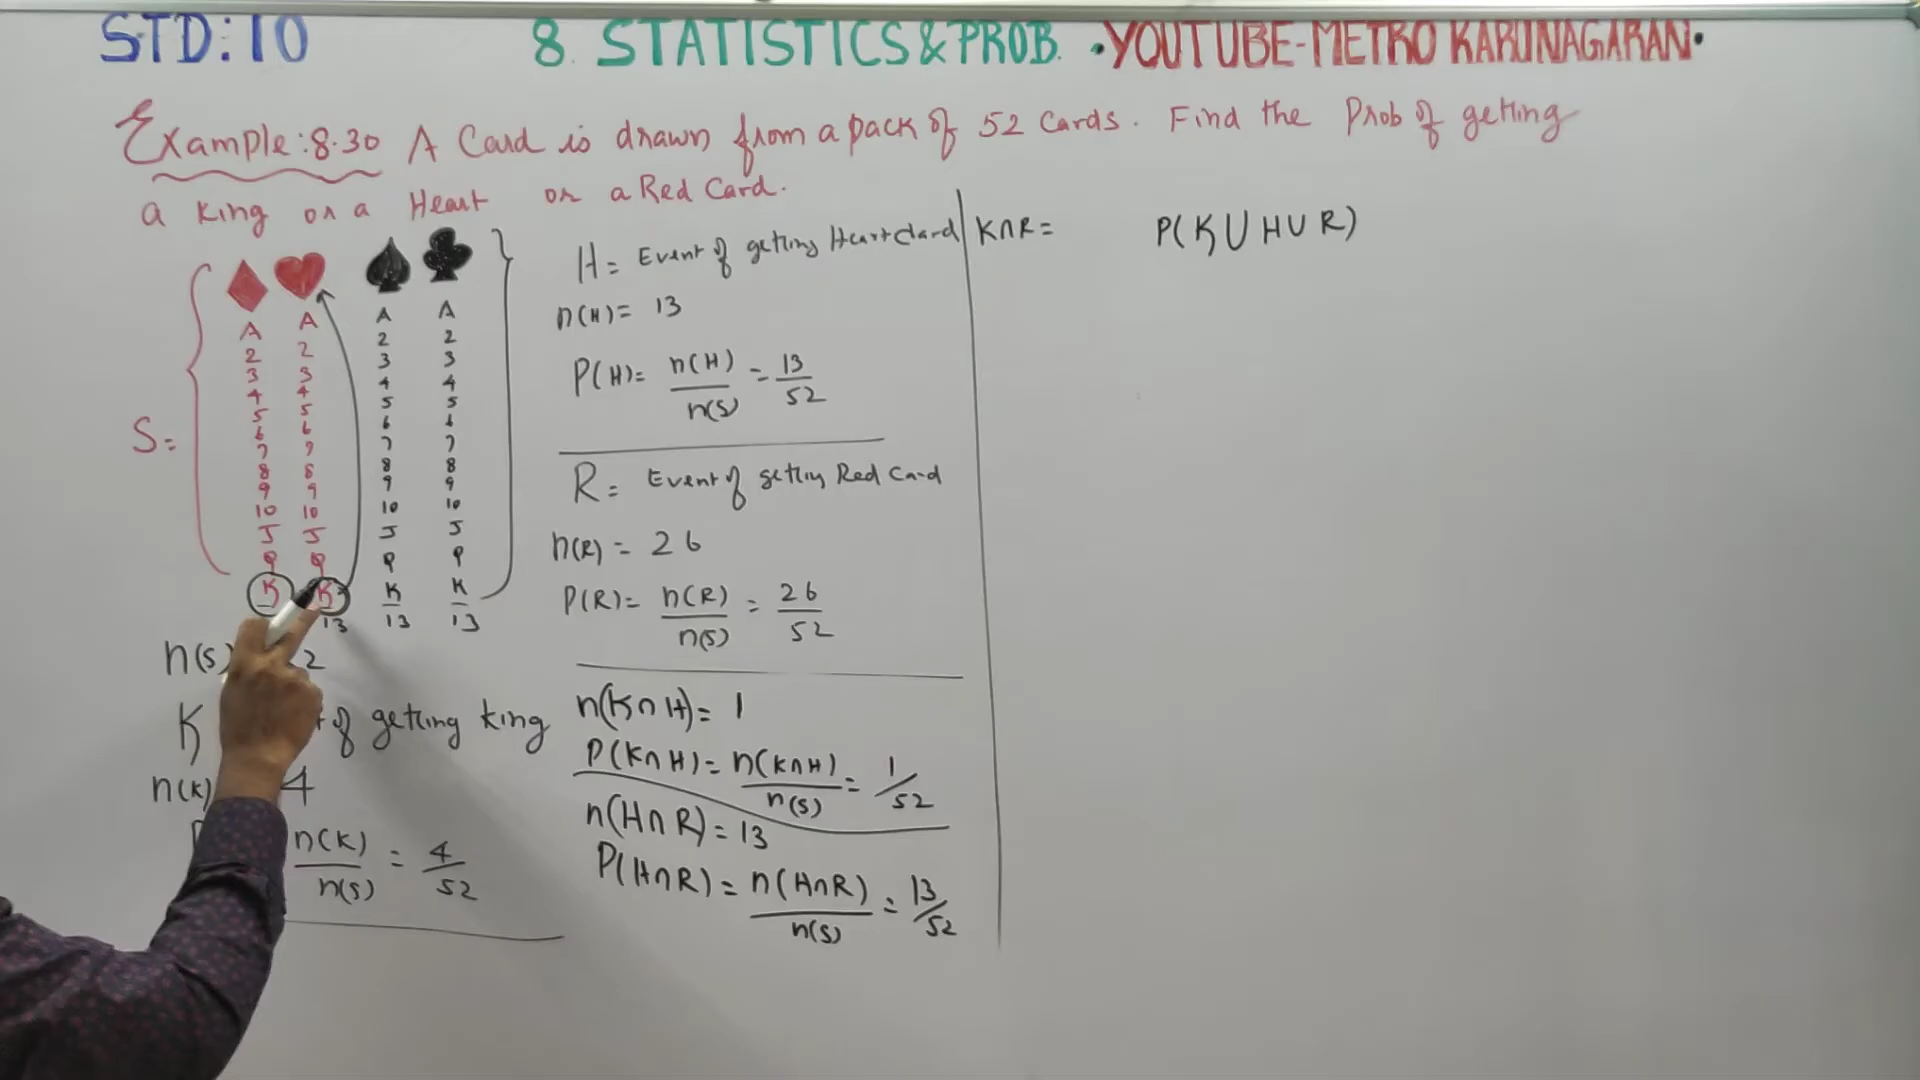 STD:10 8. STATISTICS & PROB. •YOUTUBE-METRO KARUNAGARAN•
Example:8.30 A Card is drawn from a pack of 52 Cards. Find the Prob of getting
a King or a Heart or a Red Card.
S=
A A A A
2 2 2 2
3 3 3 3
4 4 4 4
5 5 5 5
6 6 6 6
7 7 7 7
8 8 8 8
9 9 9 9
10 10 10 10
J J J J
Q Q Q Q
K K K K
13 13 13
n(S) 2
K of getting king
n(K) 4
n(K)/n(S) = 4/52
H = Event of getting Heart Card
n(H) = 13
P(H) = n(H)/n(S) = 13/52
R = Event of getting Red Card
n(R) = 26
P(R) = n(R)/n(S) = 26/52
n(K∩H) = 1
P(K∩H) = n(K∩H)/n(S) = 1/52
n(H∩R) = 13
P(H∩R) = n(H∩R)/n(S) = 13/52
K∩R =
P(K∪H∪R)